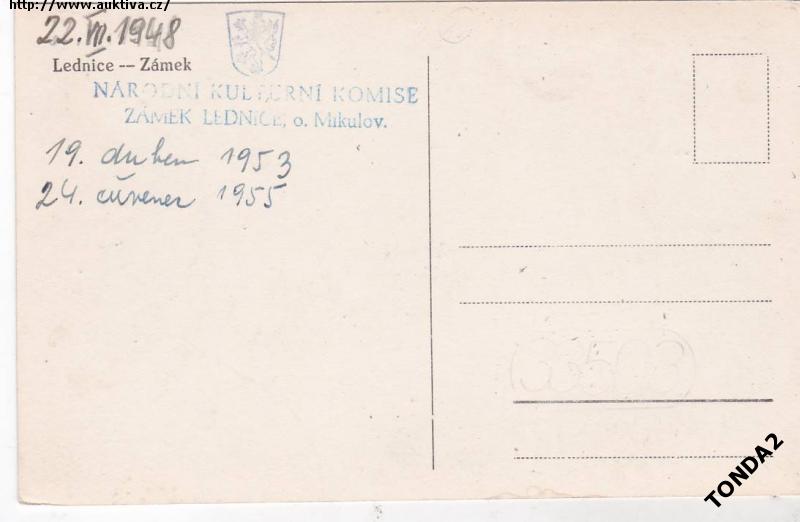 http://www.auktiva.cz/
22.VII.1948
Lednice — Zámek
NÁRODNÍ KULTURNÍ KOMISE
ZÁMEK LEDNICE, o. Mikulov.
19. duben 1953
24. červenec 1955
TONDA2